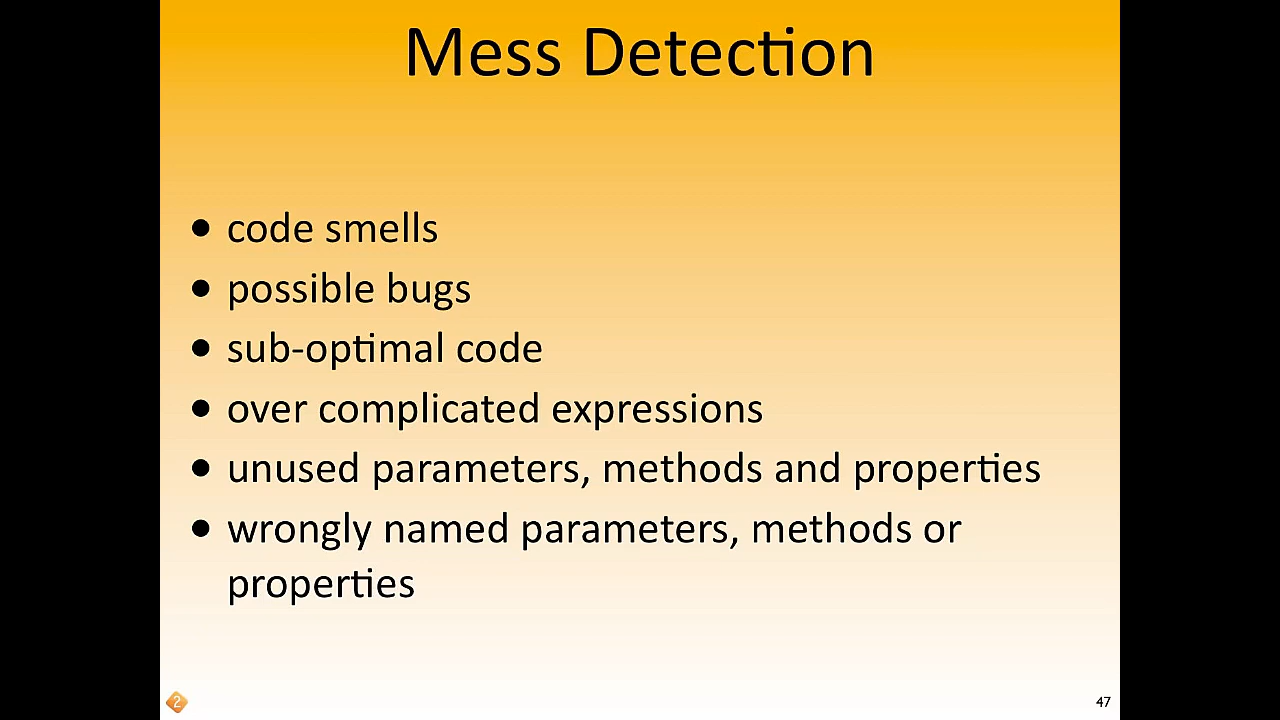 Mess Detection
• code smells
• possible bugs
• sub-optimal code
• over complicated expressions
• unused parameters, methods and properties
• wrongly named parameters, methods or
properties
2
47